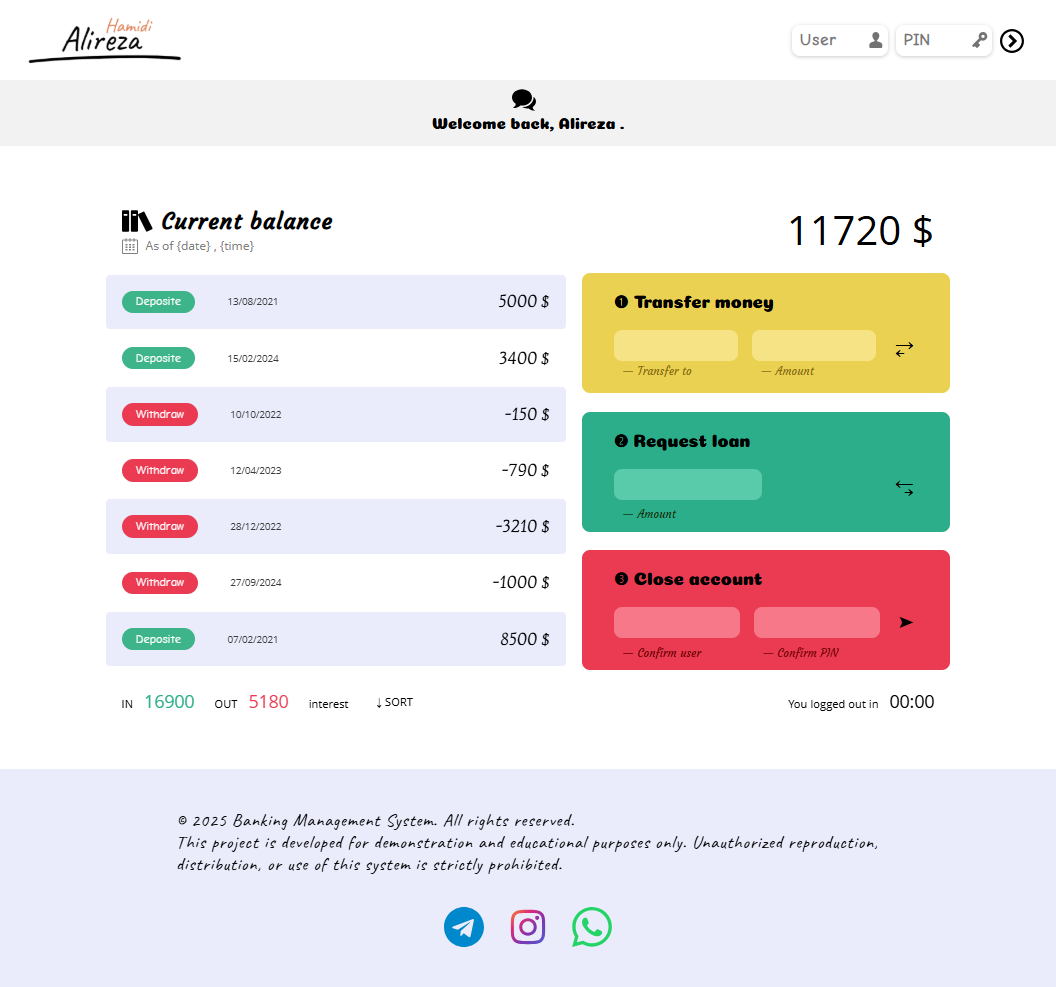 Hamidi
Alireza
User
PIN
Welcome back, Alireza .
Current balance
As of {date} , {time}
11720 $
Deposite 13/08/2021 5000 $
Deposite 15/02/2024 3400 $
Withdraw 10/10/2022 -150 $
Withdraw 12/04/2023 -790 $
Withdraw 28/12/2022 -3210 $
Withdraw 27/09/2024 -1000 $
Deposite 07/02/2021 8500 $
❶ Transfer money
— Transfer to — Amount
❷ Request loan
— Amount
❸ Close account
— Confirm user — Confirm PIN
IN 16900 OUT 5180 interest ↓ SORT
You logged out in 00:00
© 2025 Banking Management System. All rights reserved.
This project is developed for demonstration and educational purposes only. Unauthorized reproduction,
distribution, or use of this system is strictly prohibited.